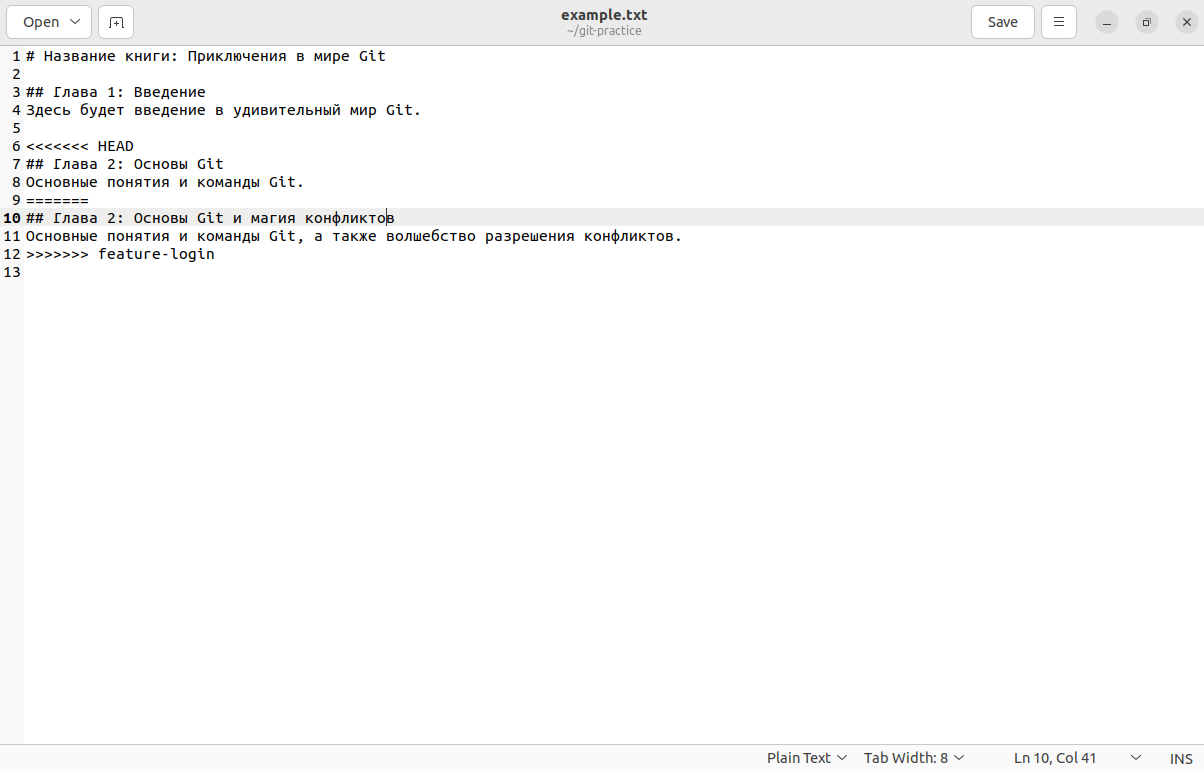 Open
example.txt
~/git-practice
Save
1 # Название книги: Приключения в мире Git
2
3 ## Глава 1: Введение
4 Здесь будет введение в удивительный мир Git.
5
6 <<<<<<< HEAD
7 ## Глава 2: Основы Git
8 Основные понятия и команды Git.
9 =======
10 ## Глава 2: Основы Git и магия конфликтов
11 Основные понятия и команды Git, а также волшебство разрешения конфликтов.
12 >>>>>>> feature-login
13
Plain Text Tab Width: 8 Ln 10, Col 41 INS